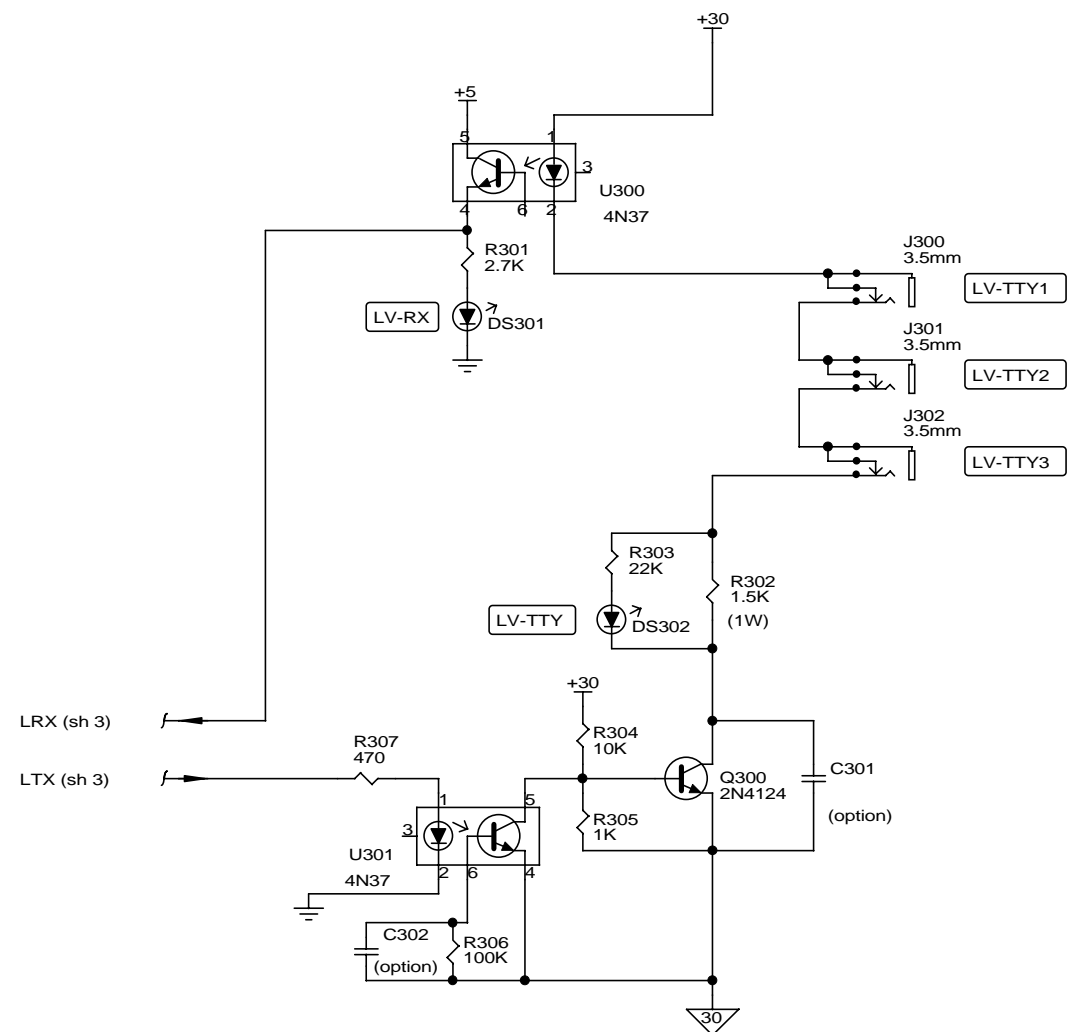 +30
+5
5
1
3
U300
4N37
4
6
2
R301
2.7K
LV-RX
DS301
J300
3.5mm
LV-TTY1
J301
3.5mm
LV-TTY2
J302
3.5mm
LV-TTY3
R303
22K
R302
1.5K
(1W)
LV-TTY
DS302
+30
LRX (sh 3)
R304
10K
R307
470
LTX (sh 3)
Q300
2N4124
C301
(option)
1
5
3
R305
1K
U301
4N37
2
6
4
C302
(option)
R306
100K
30